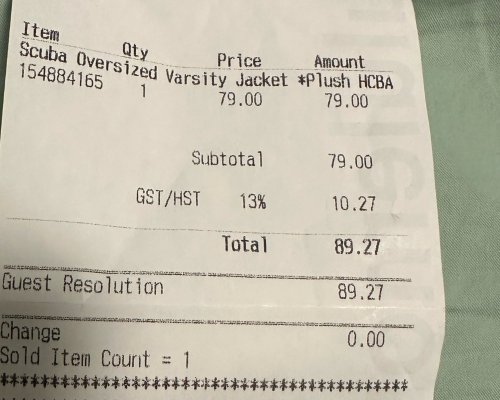 Item Qty Price Amount
Scuba Oversized Varsity Jacket *Plush HCBA
154884165 1 79.00 79.00
Subtotal 79.00
GST/HST 13% 10.27
Total 89.27
Guest Resolution 89.27
Change 0.00
Sold Item Count = 1
****************************************